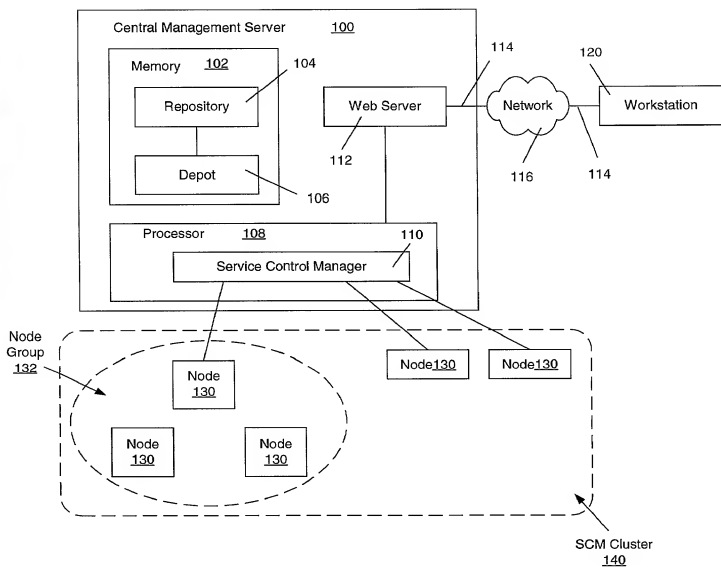 Central Management Server 100
Memory 102
104
Repository
Depot
106
Web Server
112
114
Network
116
114
120
Workstation
Processor 108
110
Service Control Manager
Node
Group
132
Node
130
Node130
Node130
Node
130
Node
130
SCM Cluster
140